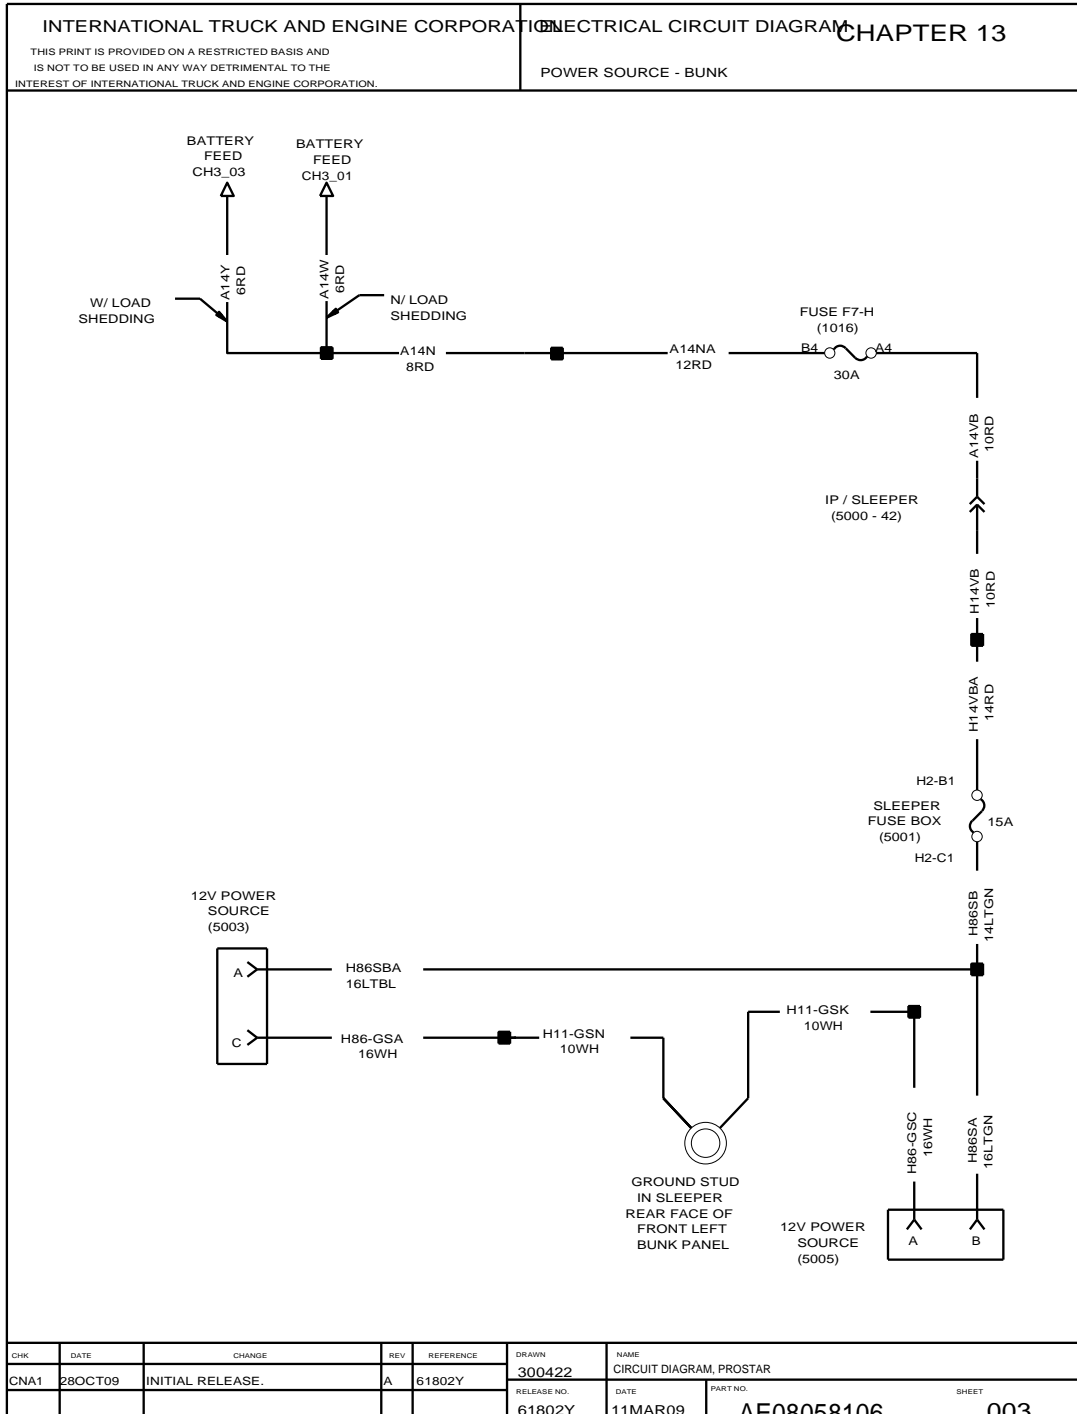 INTERNATIONAL TRUCK AND ENGINE CORPORATION
THIS PRINT IS PROVIDED ON A RESTRICTED BASIS AND
IS NOT TO BE USED IN ANY WAY DETRIMENTAL TO THE
INTEREST OF INTERNATIONAL TRUCK AND ENGINE CORPORATION.
ELECTRICAL CIRCUIT DIAGRAM
CHAPTER 13
POWER SOURCE - BUNK
BATTERY
FEED
CH3_03
BATTERY
FEED
CH3_01
A14Y
6RD
A14W
6RD
W/ LOAD
SHEDDING
N/ LOAD
SHEDDING
A14N
8RD
A14NA
12RD
FUSE F7-H
(1016)
B4
A4
30A
A14VB
10RD
IP / SLEEPER
(5000 - 42)
H14VB
10RD
H14VBA
14RD
H2-B1
SLEEPER
FUSE BOX
(5001)
15A
H2-C1
H86SB
14LTGN
12V POWER
SOURCE
(5003)
A
H86SBA
16LTBL
C
H86-GSA
16WH
H11-GSN
10WH
H11-GSK
10WH
H86-GSC
16WH
H86SA
16LTGN
GROUND STUD
IN SLEEPER
REAR FACE OF
FRONT LEFT
BUNK PANEL
12V POWER
SOURCE
(5005)
A
B
CHK DATE CHANGE REV REFERENCE
CNA1 28OCT09 INITIAL RELEASE. A 61802Y
DRAWN
300422
NAME
CIRCUIT DIAGRAM, PROSTAR
RELEASE NO.
61802Y
DATE
11MAR09
PART NO.
AE08058106
SHEET
003